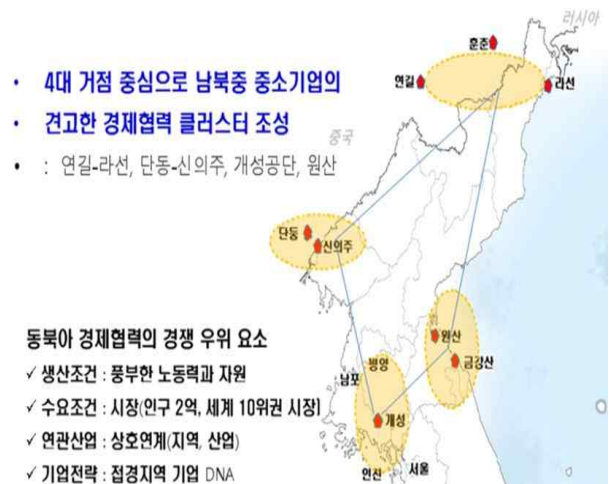 러시아
훈춘
• 4대 거점 중심으로 남북중 중소기업의
연길
라선
• 견고한 경제협력 클러스터 조성
중국
• : 연길-라선, 단동-신의주, 개성공단, 원산
단동
신의주
동북아 경제협력의 경쟁 우위 요소
원산
평양
금강산
✓ 생산조건 : 풍부한 노동력과 자원
남포
✓ 수요조건 : 시장(인구 2억, 세계 10위권 시장)
개성
✓ 연관산업 : 상호연계(지역, 산업)
✓ 기업전략 : 접경지역 기업 DNA
인천
서울